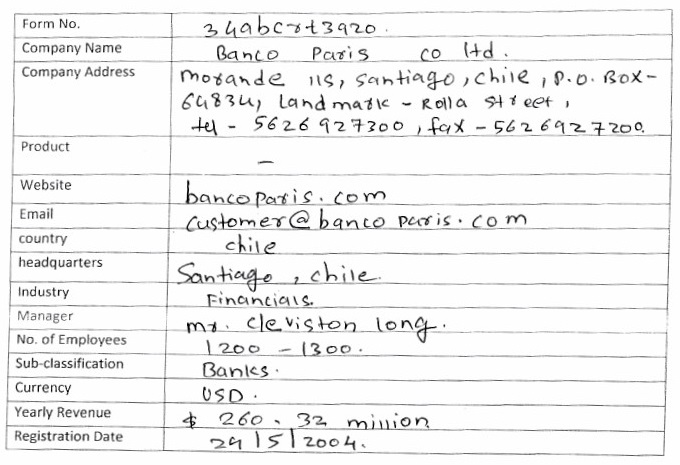 Form No. 34abcrt3920.
Company Name Banco Paris co ltd.
Company Address Morande 115, santiago, chile, P.O. BOX-
64834, landmark - Rolla street,
tel - 5626927300, fax - 5626927200.
Product -
Website bancoparis.com
Email customer@bancoparis.com
country chile
headquarters Santiago, chile.
Industry Financials.
Manager mr. cleviston long.
No. of Employees 1200 - 1300.
Sub-classification Banks.
Currency USD.
Yearly Revenue $ 260.32 million
Registration Date 29/5/2004.